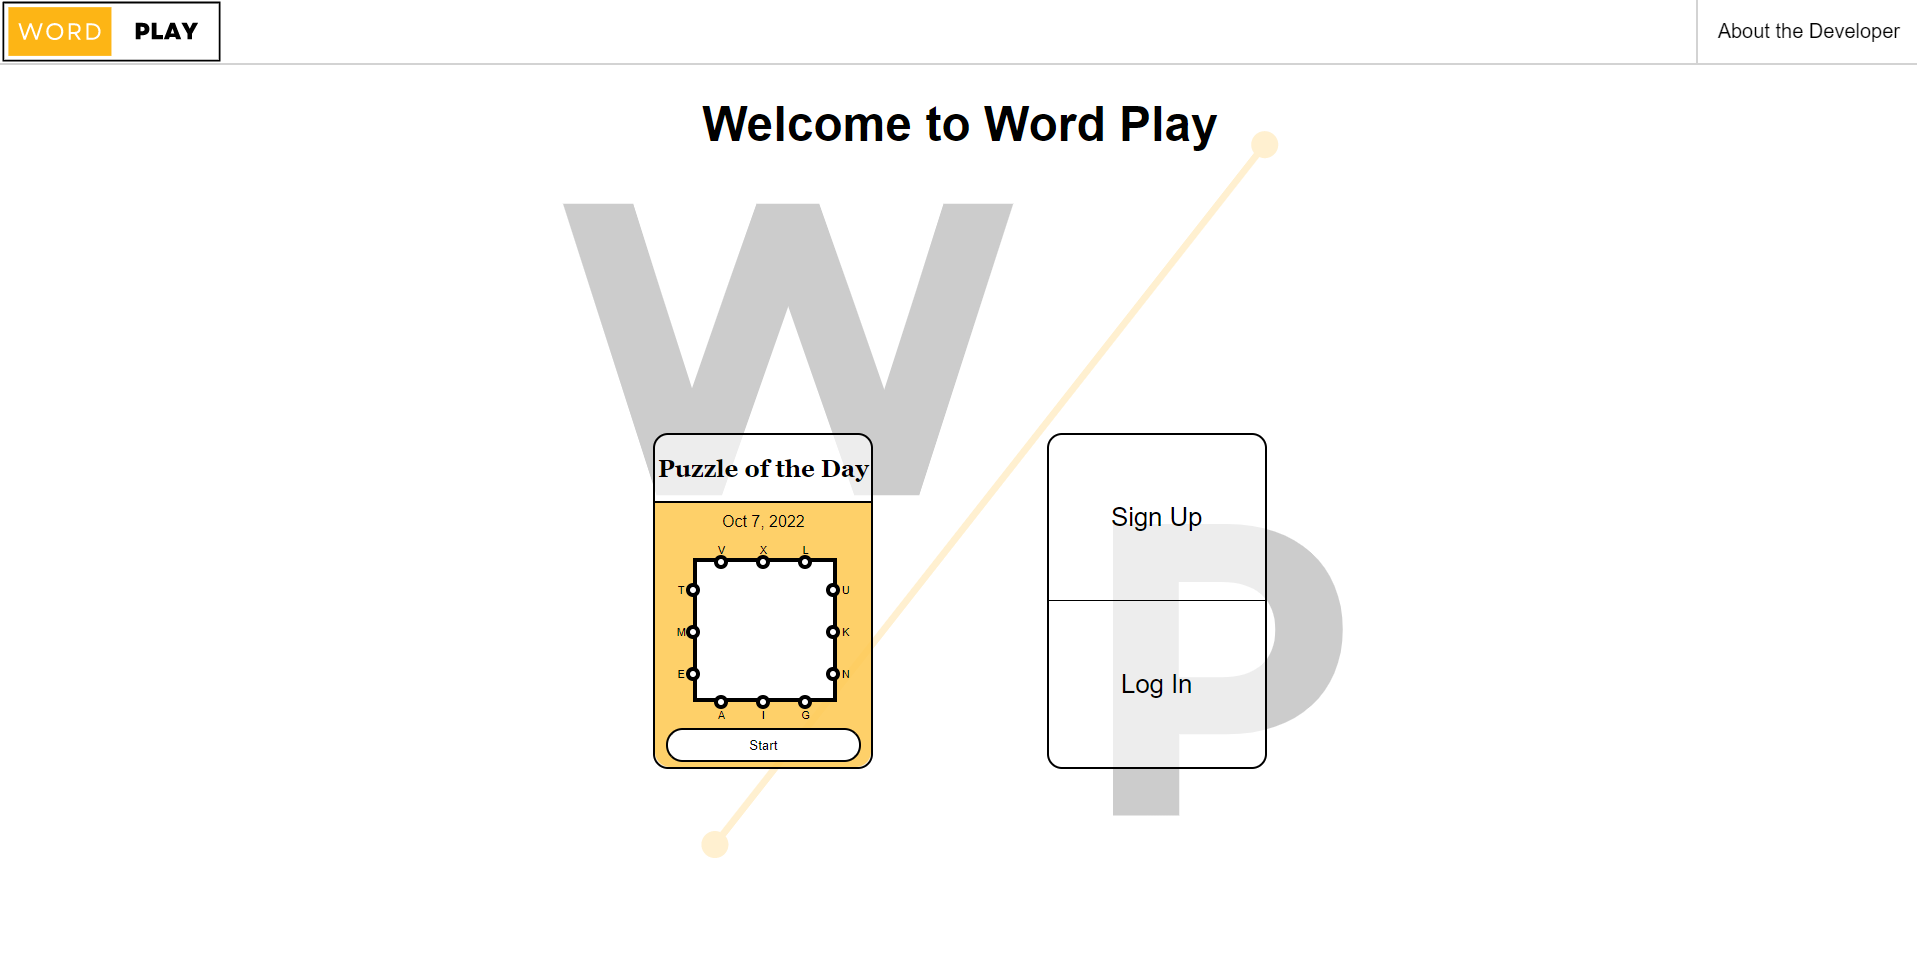 WORD PLAY
About the Developer
Welcome to Word Play
W
P
Puzzle of the Day
Oct 7, 2022
V X L
T U
M K
E N
A I G
Start
Sign Up
Log In